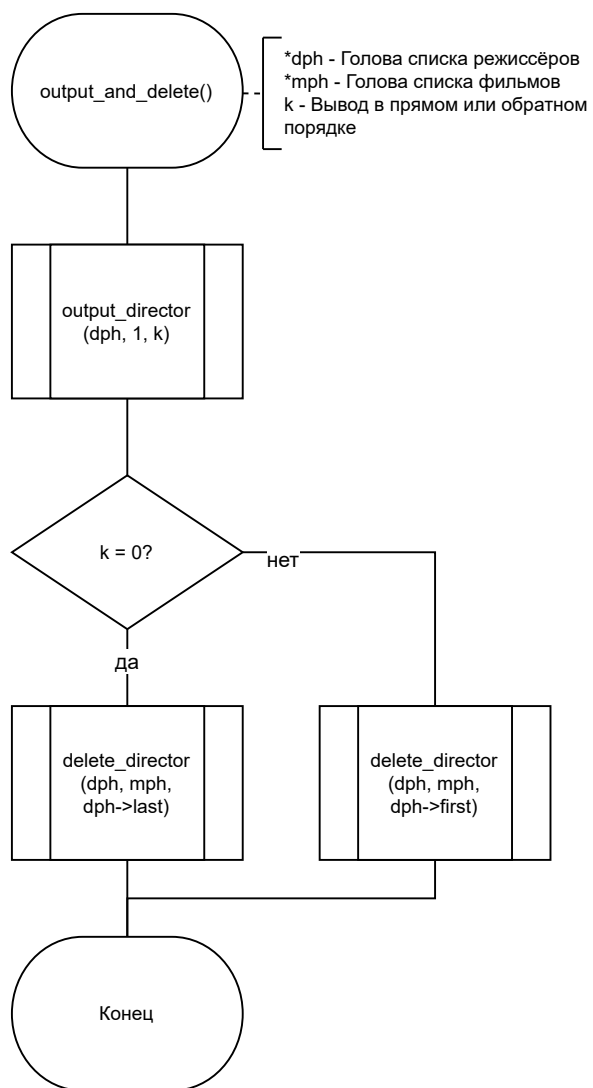 output_and_delete()
*dph - Голова списка режиссёров
*mph - Голова списка фильмов
k - Вывод в прямом или обратном
порядке
output_director
(dph, 1, k)
k = 0?
нет
да
delete_director
(dph, mph,
dph->last)
delete_director
(dph, mph,
dph->first)
Конец